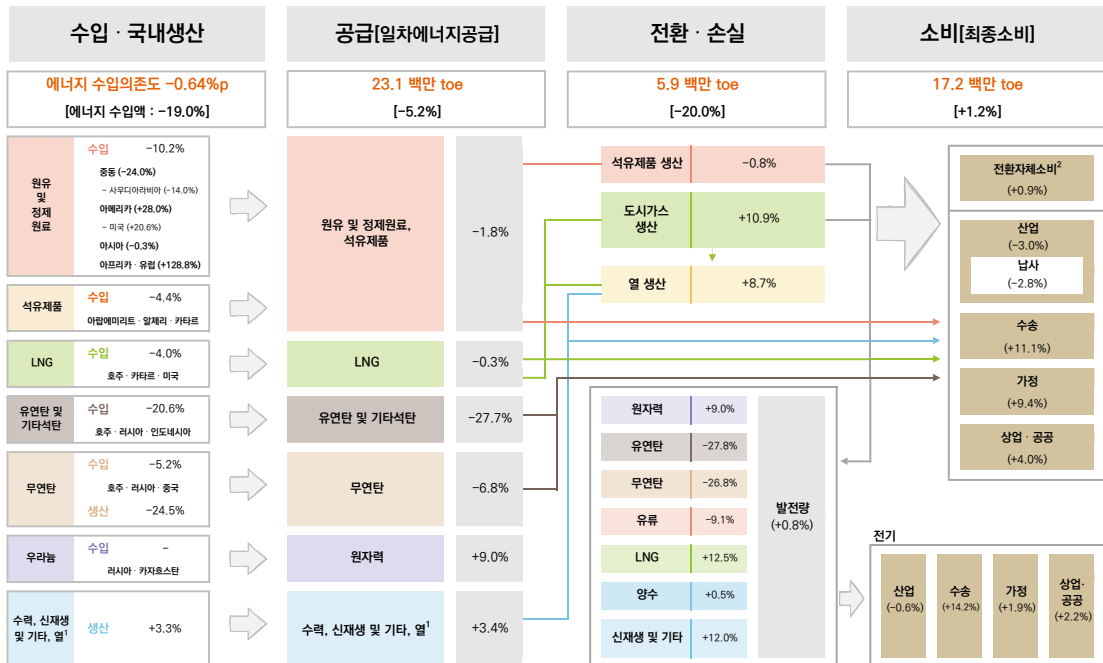 수입 · 국내생산
에너지 수입의존도 -0.64%p
[에너지 수입액 : -19.0%]
원유
및
정제
원료
수입 -10.2%
중동 (-24.0%)
- 사우디아라비아 (-14.0%)
아메리카 (+28.0%)
- 미국 (+20.6%)
아시아 (-0.3%)
아프리카 · 유럽 (+128.8%)
석유제품
수입 -4.4%
아랍에미리트 · 알제리 · 카타르
LNG
수입 -4.0%
호주 · 카타르 · 미국
유연탄 및
기타석탄
수입 -20.6%
호주 · 러시아 · 인도네시아
무연탄
수입 -5.2%
호주 · 러시아 · 중국
생산 -24.5%
우라늄
수입 -
러시아 · 카자흐스탄
수력, 신재생
및 기타, 열1
생산 +3.3%
공급[일차에너지공급]
23.1 백만 toe
[-5.2%]
원유 및 정제원료,
석유제품
-1.8%
LNG
-0.3%
유연탄 및 기타석탄
-27.7%
무연탄
-6.8%
원자력
+9.0%
수력, 신재생 및 기타, 열1
+3.4%
전환 · 손실
5.9 백만 toe
[-20.0%]
석유제품 생산 -0.8%
도시가스
생산
+10.9%
열 생산 +8.7%
원자력 +9.0%
유연탄 -27.8%
무연탄 -26.8%
유류 -9.1%
LNG +12.5%
양수 +0.5%
신재생 및 기타 +12.0%
발전량
(+0.8%)
소비[최종소비]
17.2 백만 toe
[+1.2%]
전환자체소비2
(+0.9%)
산업
(-3.0%)
납사
(-2.8%)
수송
(+11.1%)
가정
(+9.4%)
상업 · 공공
(+4.0%)
전기
산업
(-0.6%)
수송
(+14.2%)
가정
(+1.9%)
상업·
공공
(+2.2%)